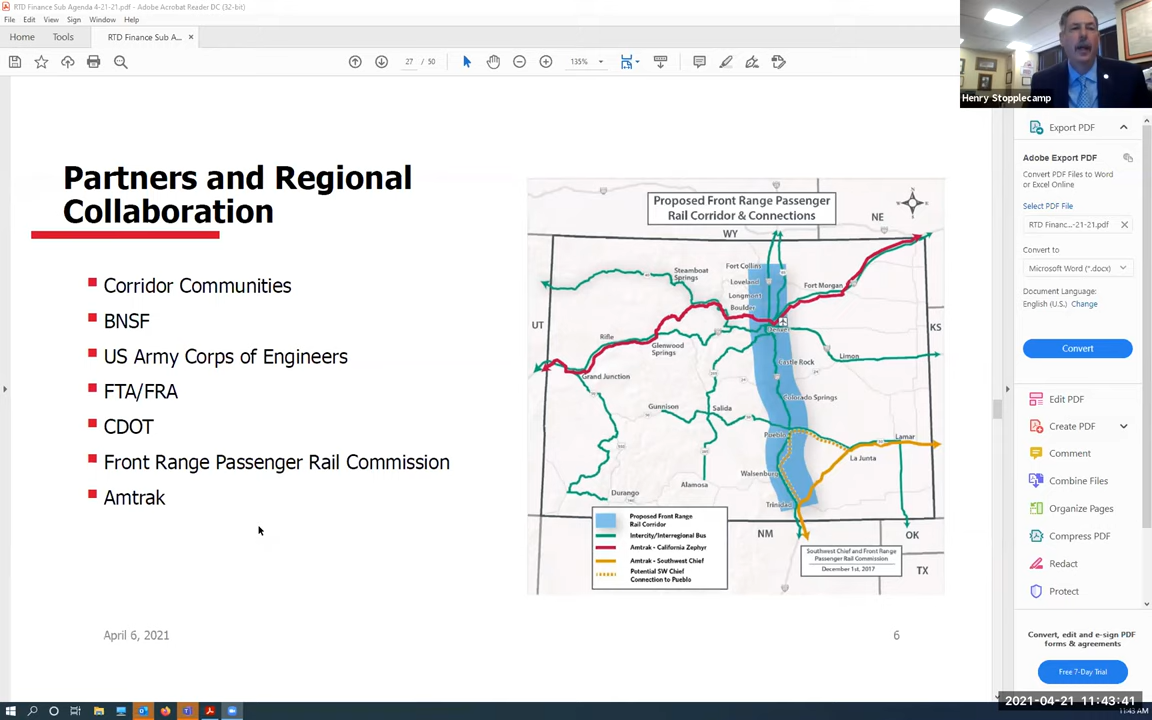 RTD Finance Sub Agenda 4-21-21.pdf - Adobe Acrobat Reader DC (32-bit)
File Edit View Sign Window Help
Home Tools RTD Finance Sub A... ×
27 / 50 135%
Henry Stopplecamp
Partners and Regional
Collaboration
Corridor Communities
BNSF
US Army Corps of Engineers
FTA/FRA
CDOT
Front Range Passenger Rail Commission
Amtrak
April 6, 2021
6
Proposed Front Range Passenger
Rail Corridor & Connections
WY
NE
UT
KS
NM
OK
TX
Fort Collins
Steamboat
Springs
Loveland
Longmont
Boulder
Fort Morgan
Denver
Rifle
Glenwood
Springs
Limon
Castle Rock
Grand Junction
Colorado Springs
Gunnison
Salida
Pueblo
Lamar
La Junta
Walsenburg
Alamosa
Durango
Trinidad
Proposed Front Range
Rail Corridor
Intercity/Interregional Bus
Amtrak - California Zephyr
Amtrak - Southwest Chief
Potential SW Chief
Connection to Pueblo
Southwest Chief and Front Range
Passenger Rail Commission
December 1st, 2017
Export PDF
Adobe Export PDF
Convert PDF Files to Word
or Excel Online
Select PDF File
RTD Financ...-21-21.pdf
Convert to
Microsoft Word (*.docx)
Document Language:
English (U.S.) Change
Convert
Edit PDF
Create PDF
Comment
Combine Files
Organize Pages
Compress PDF
Redact
Protect
Convert, edit and e-sign PDF
forms & agreements
Free 7-Day Trial
2021-04-21 11:43:41
11:43 AM